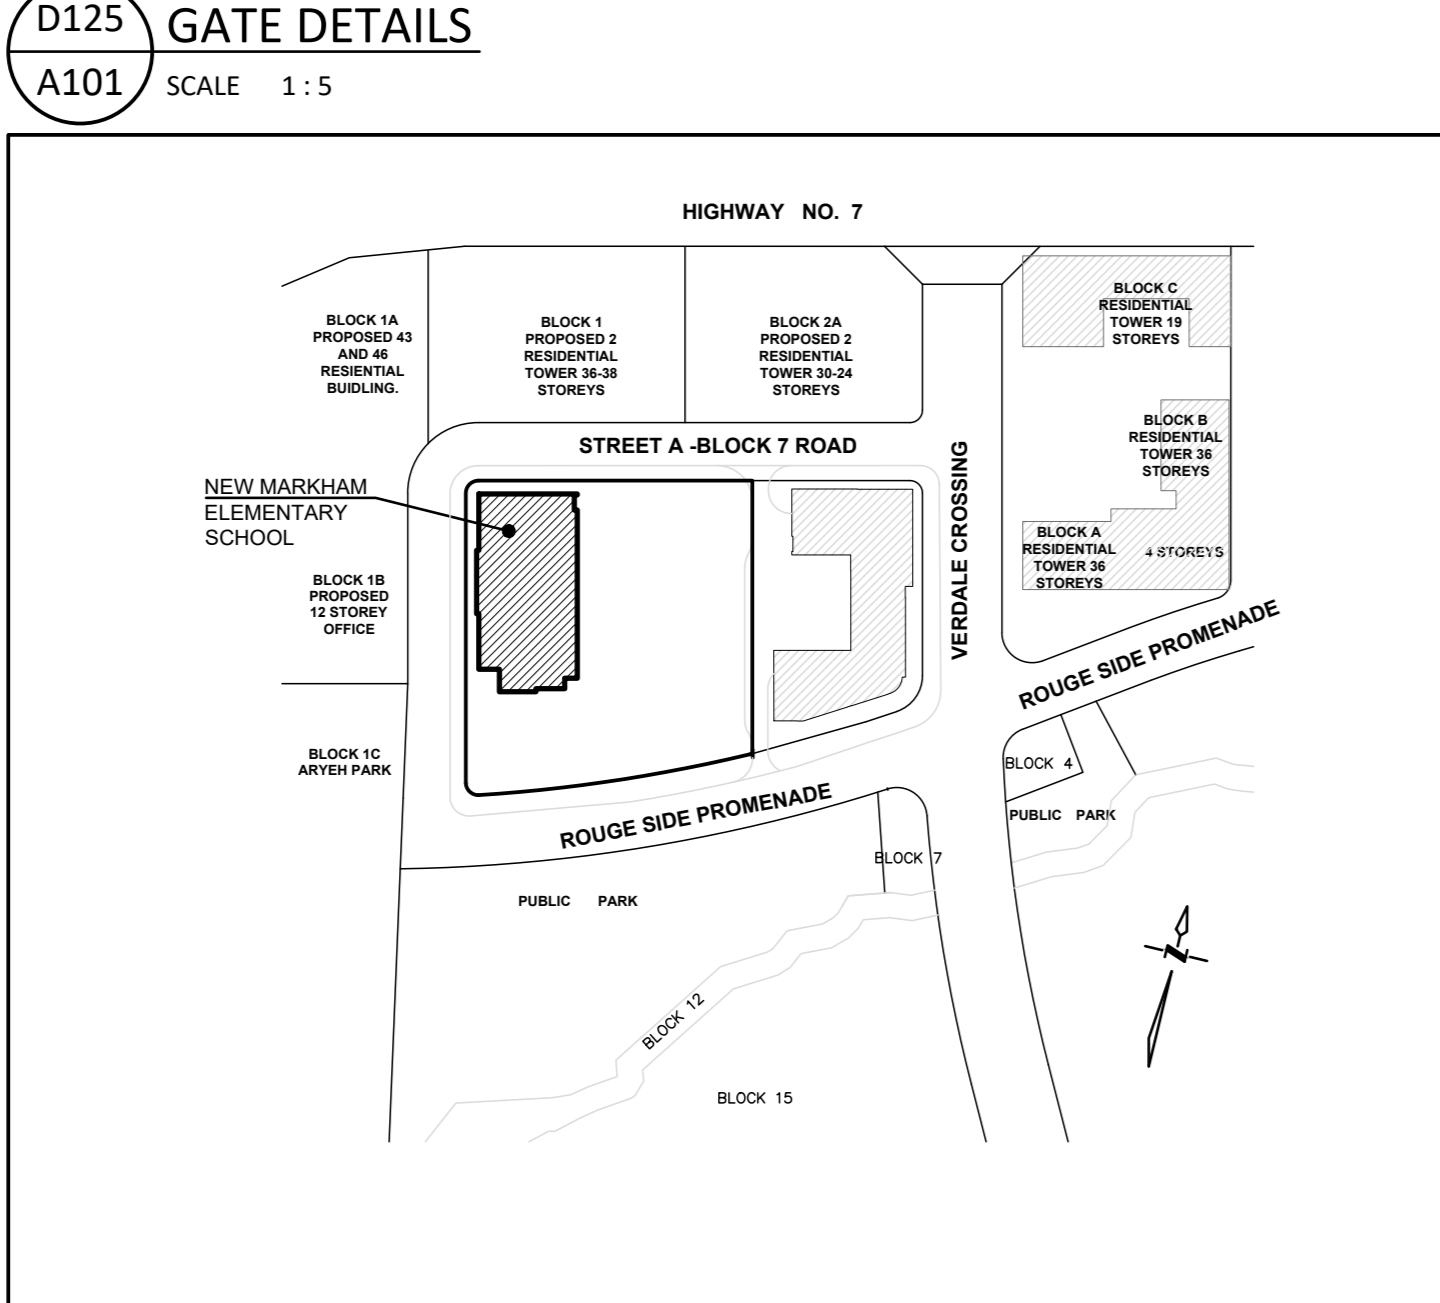 D125
GATE DETAILS
A101
SCALE 1 : 5
HIGHWAY NO. 7
BLOCK 1A
PROPOSED 43
AND 46
RESIENTIAL
BUIDLING.
BLOCK 1
PROPOSED 2
RESIDENTIAL
TOWER 36-38
STOREYS
BLOCK 2A
PROPOSED 2
RESIDENTIAL
TOWER 30-24
STOREYS
BLOCK C
RESIDENTIAL
TOWER 19
STOREYS
STREET A -BLOCK 7 ROAD
BLOCK B
RESIDENTIAL
TOWER 36
STOREYS
VERDALE CROSSING
NEW MARKHAM
ELEMENTARY
SCHOOL
BLOCK A
RESIDENTIAL
TOWER 36
STOREYS
4 STOREYS
BLOCK 1B
PROPOSED
12 STOREY
OFFICE
ROUGE SIDE PROMENADE
BLOCK 1C
ARYEH PARK
BLOCK 4
ROUGE SIDE PROMENADE
PUBLIC PARK
BLOCK 7
PUBLIC PARK
N
BLOCK 12
BLOCK 15